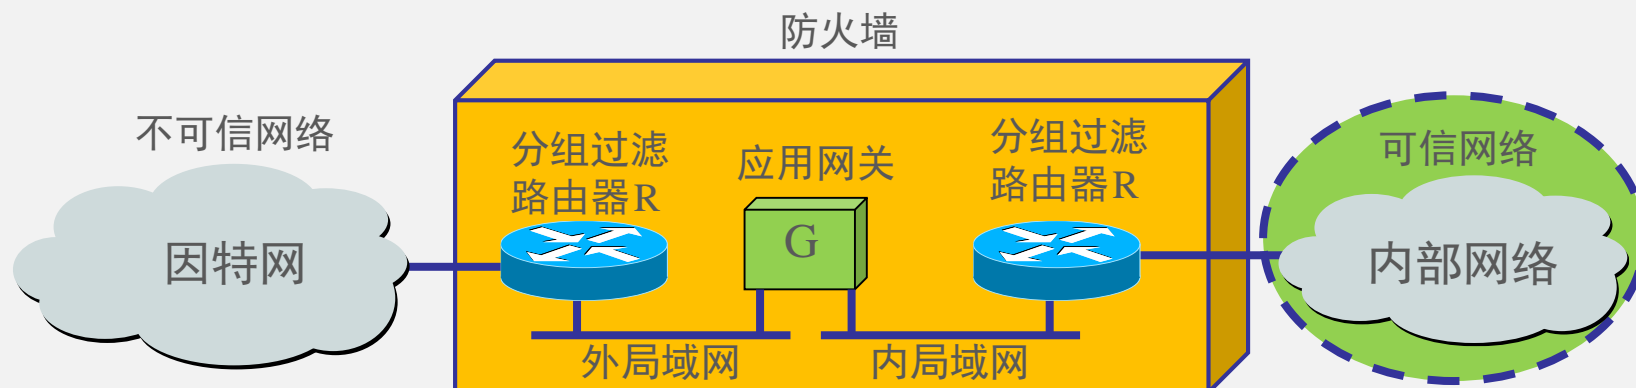 防火墙
不可信网络
因特网
分组过滤
路由器R
应用网关
G
分组过滤
路由器R
外局域网
内局域网
可信网络
内部网络